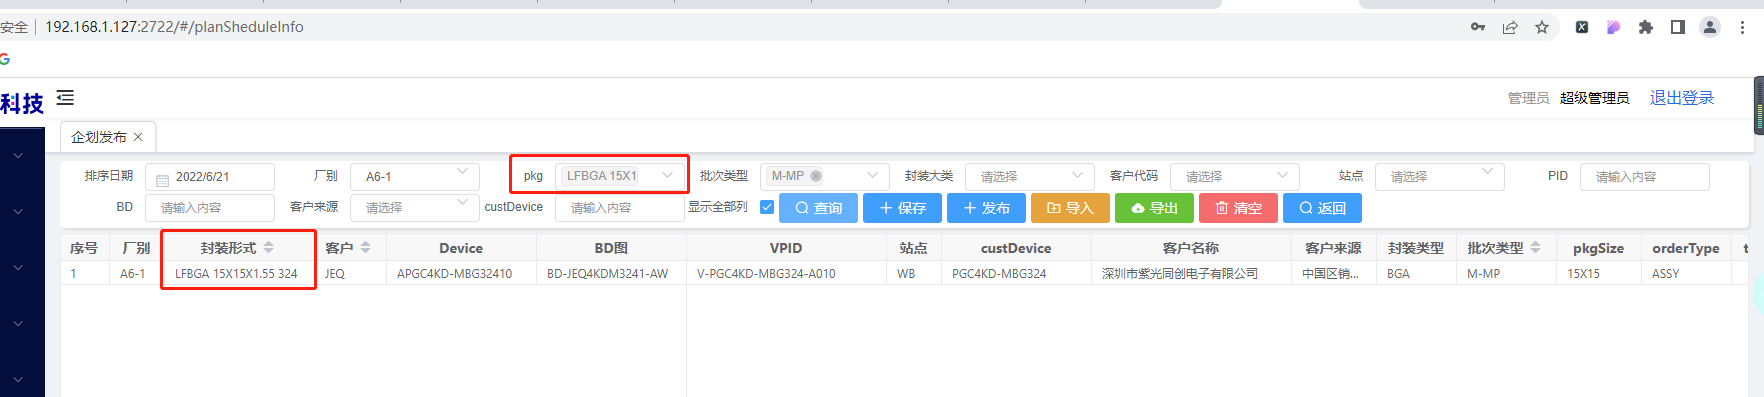 安全 | 192.168.1.127:2722/#/planSheduleInfo
科技
管理员 超级管理员 退出登录
企划发布
排序日期 2022/6/21 厂别 A6-1 pkg LFBGA 15X1 批次类型 M-MP 封装大类 请选择 客户代码 请选择 站点 请选择 PID 请输入内容
BD 请输入内容 客户来源 请选择 custDevice 请输入内容 显示全部列 查询 保存 发布 导入 导出 清空 返回
序号 厂别 封装形式 客户 Device BD图 VPID 站点 custDevice 客户名称 客户来源 封装类型 批次类型 pkgSize orderType t
1 A6-1 LFBGA 15X15X1.55 324 JEQ APGC4KD-MBG32410 BD-JEQ4KDM3241-AW V-PGC4KD-MBG324-A010 WB PGC4KD-MBG324 深圳市紫光同创电子有限公司 中国区销... BGA M-MP 15X15 ASSY